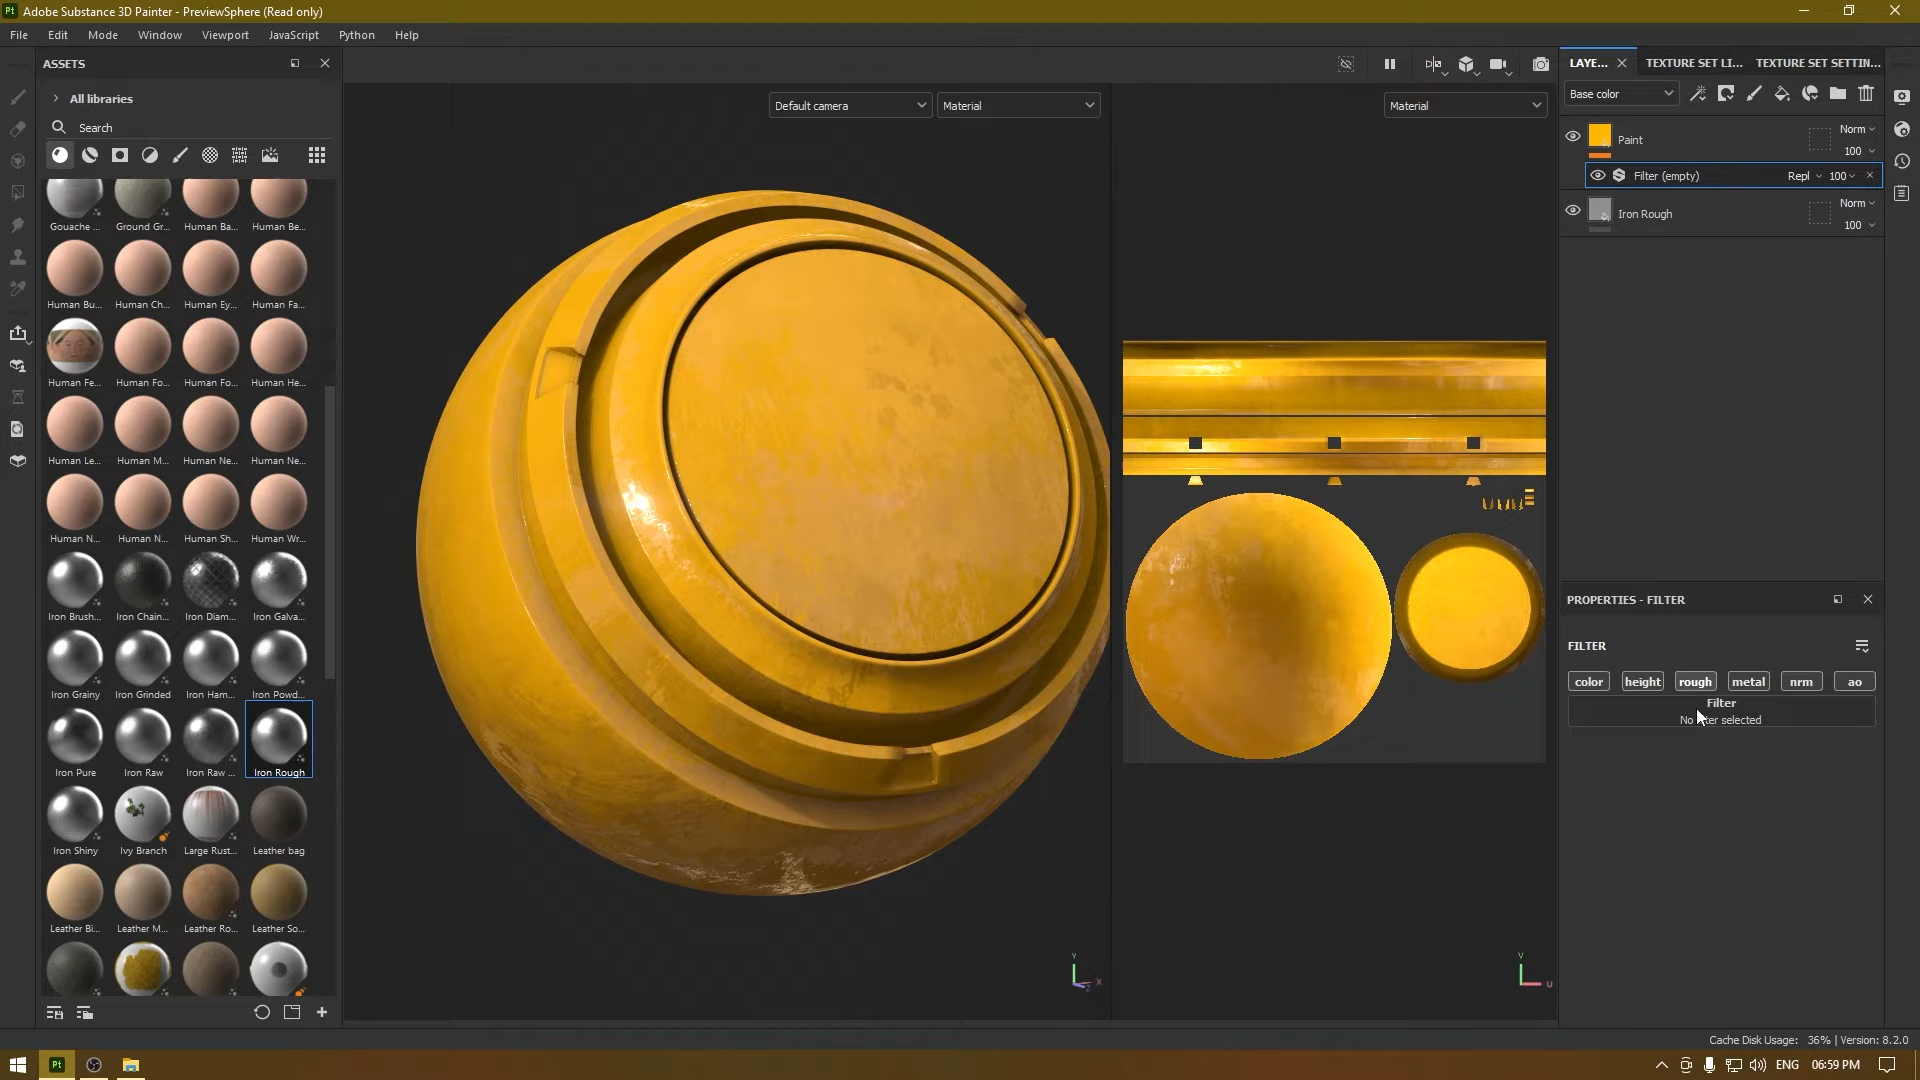 Pt Adobe Substance 3D Painter - PreviewSphere (Read only)
File Edit Mode Window Viewport JavaScript Python Help
ASSETS
All libraries
Search
Gouache ... Ground Gr... Human Ba... Human Be...
Human Bu... Human Ch... Human Ey... Human Fa...
Human Fe... Human Fo... Human Fo... Human He...
Human Le... Human M... Human Ne... Human Ne...
Human N... Human N... Human Sh... Human Wr...
Iron Brush... Iron Chain... Iron Diam... Iron Galva...
Iron Grainy Iron Grinded Iron Ham... Iron Powd...
Iron Pure Iron Raw Iron Raw ... Iron Rough
Iron Shiny Ivy Branch Large Rust... Leather bag
Leather Bi... Leather M... Leather Ro... Leather So...
Default camera
Material
Material
Y
X
Z
V
U
LAYE... TEXTURE SET LI... TEXTURE SET SETTIN...
Base color
Paint Norm
100
Filter (empty) Repl 100
Iron Rough Norm
100
PROPERTIES - FILTER
FILTER
color height rough metal nrm ao
Filter
No selected
Cache Disk Usage: 36% | Version: 8.2.0
Pt
ENG 06:59 PM